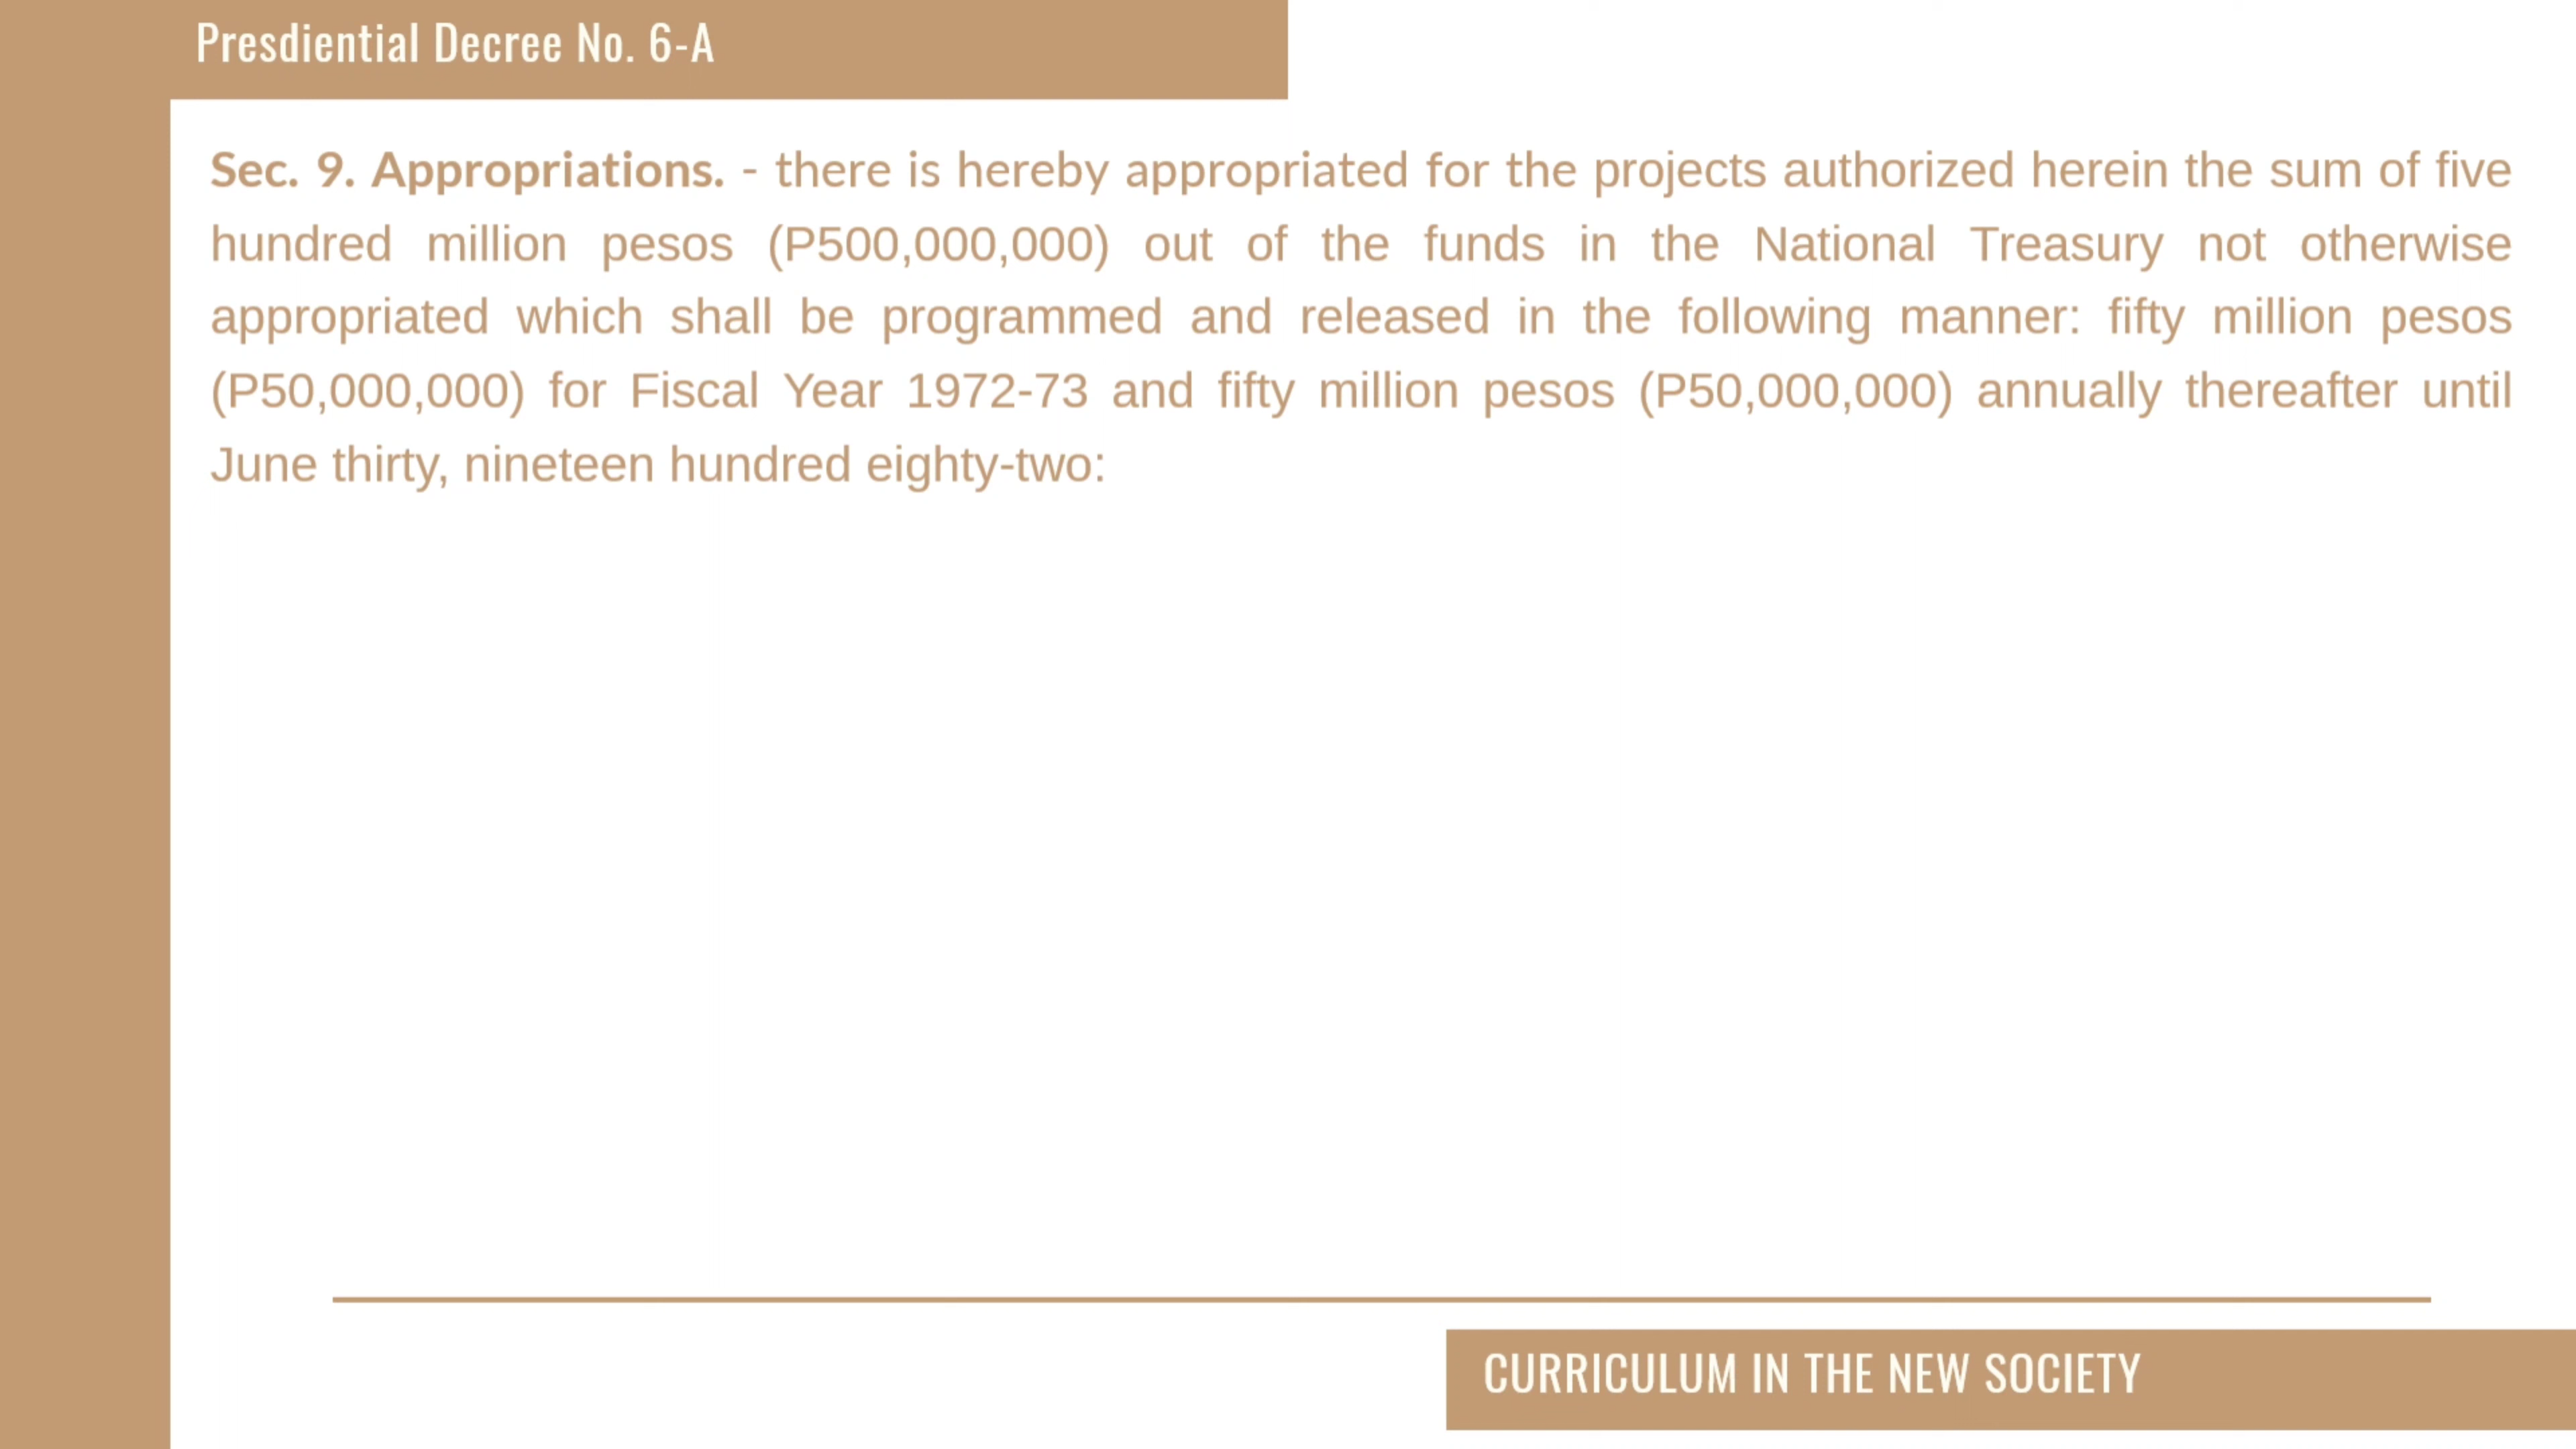 Presdiential Decree No. 6-A
Sec. 9. Appropriations. - there is hereby appropriated for the projects authorized herein the sum of five
hundred million pesos (P500,000,000) out of the funds in the National Treasury not otherwise
appropriated which shall be programmed and released in the following manner: fifty million pesos
(P50,000,000) for Fiscal Year 1972-73 and fifty million pesos (P50,000,000) annually thereafter until
June thirty, nineteen hundred eighty-two:
CURRICULUM IN THE NEW SOCIETY